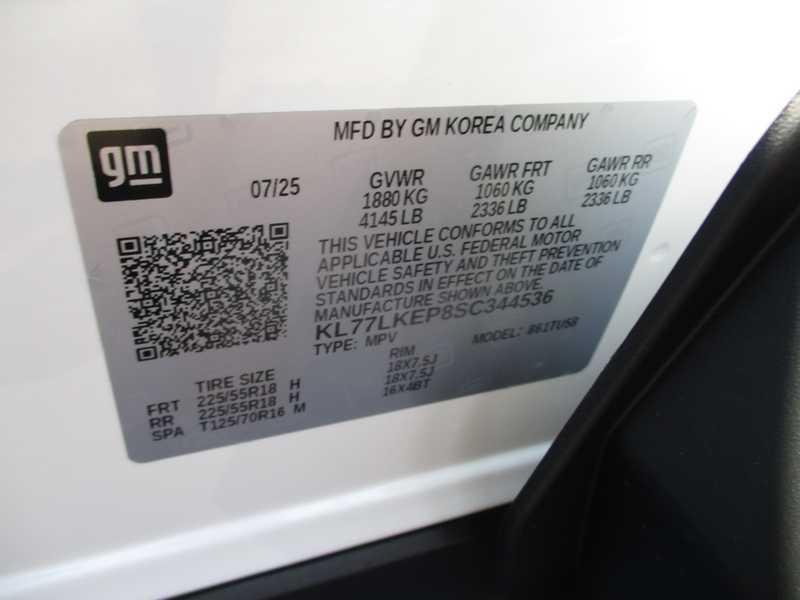 gm
MFD BY GM KOREA COMPANY
07/25
GVWR
1880 KG
4145 LB
GAWR FRT
1060 KG
2336 LB
GAWR RR
1060 KG
2336 LB
THIS VEHICLE CONFORMS TO ALL
APPLICABLE U.S. FEDERAL MOTOR
VEHICLE SAFETY AND THEFT PREVENTION
STANDARDS IN EFFECT ON THE DATE OF
MANUFACTURE SHOWN ABOVE.
KL77LKEP8SC344536
TYPE: MPV MODEL: 861TU58
TIRE SIZE RIM
FRT 225/55R18 H 18X7.5J
RR 225/55R18 H 18X7.5J
SPA T125/70R16 M 16X4BT